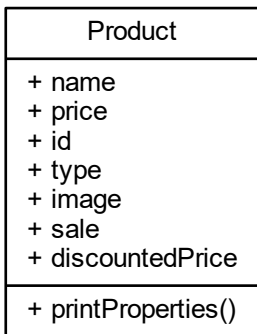 Product
+ name
+ price
+ id
+ type
+ image
+ sale
+ discountedPrice
+ printProperties()